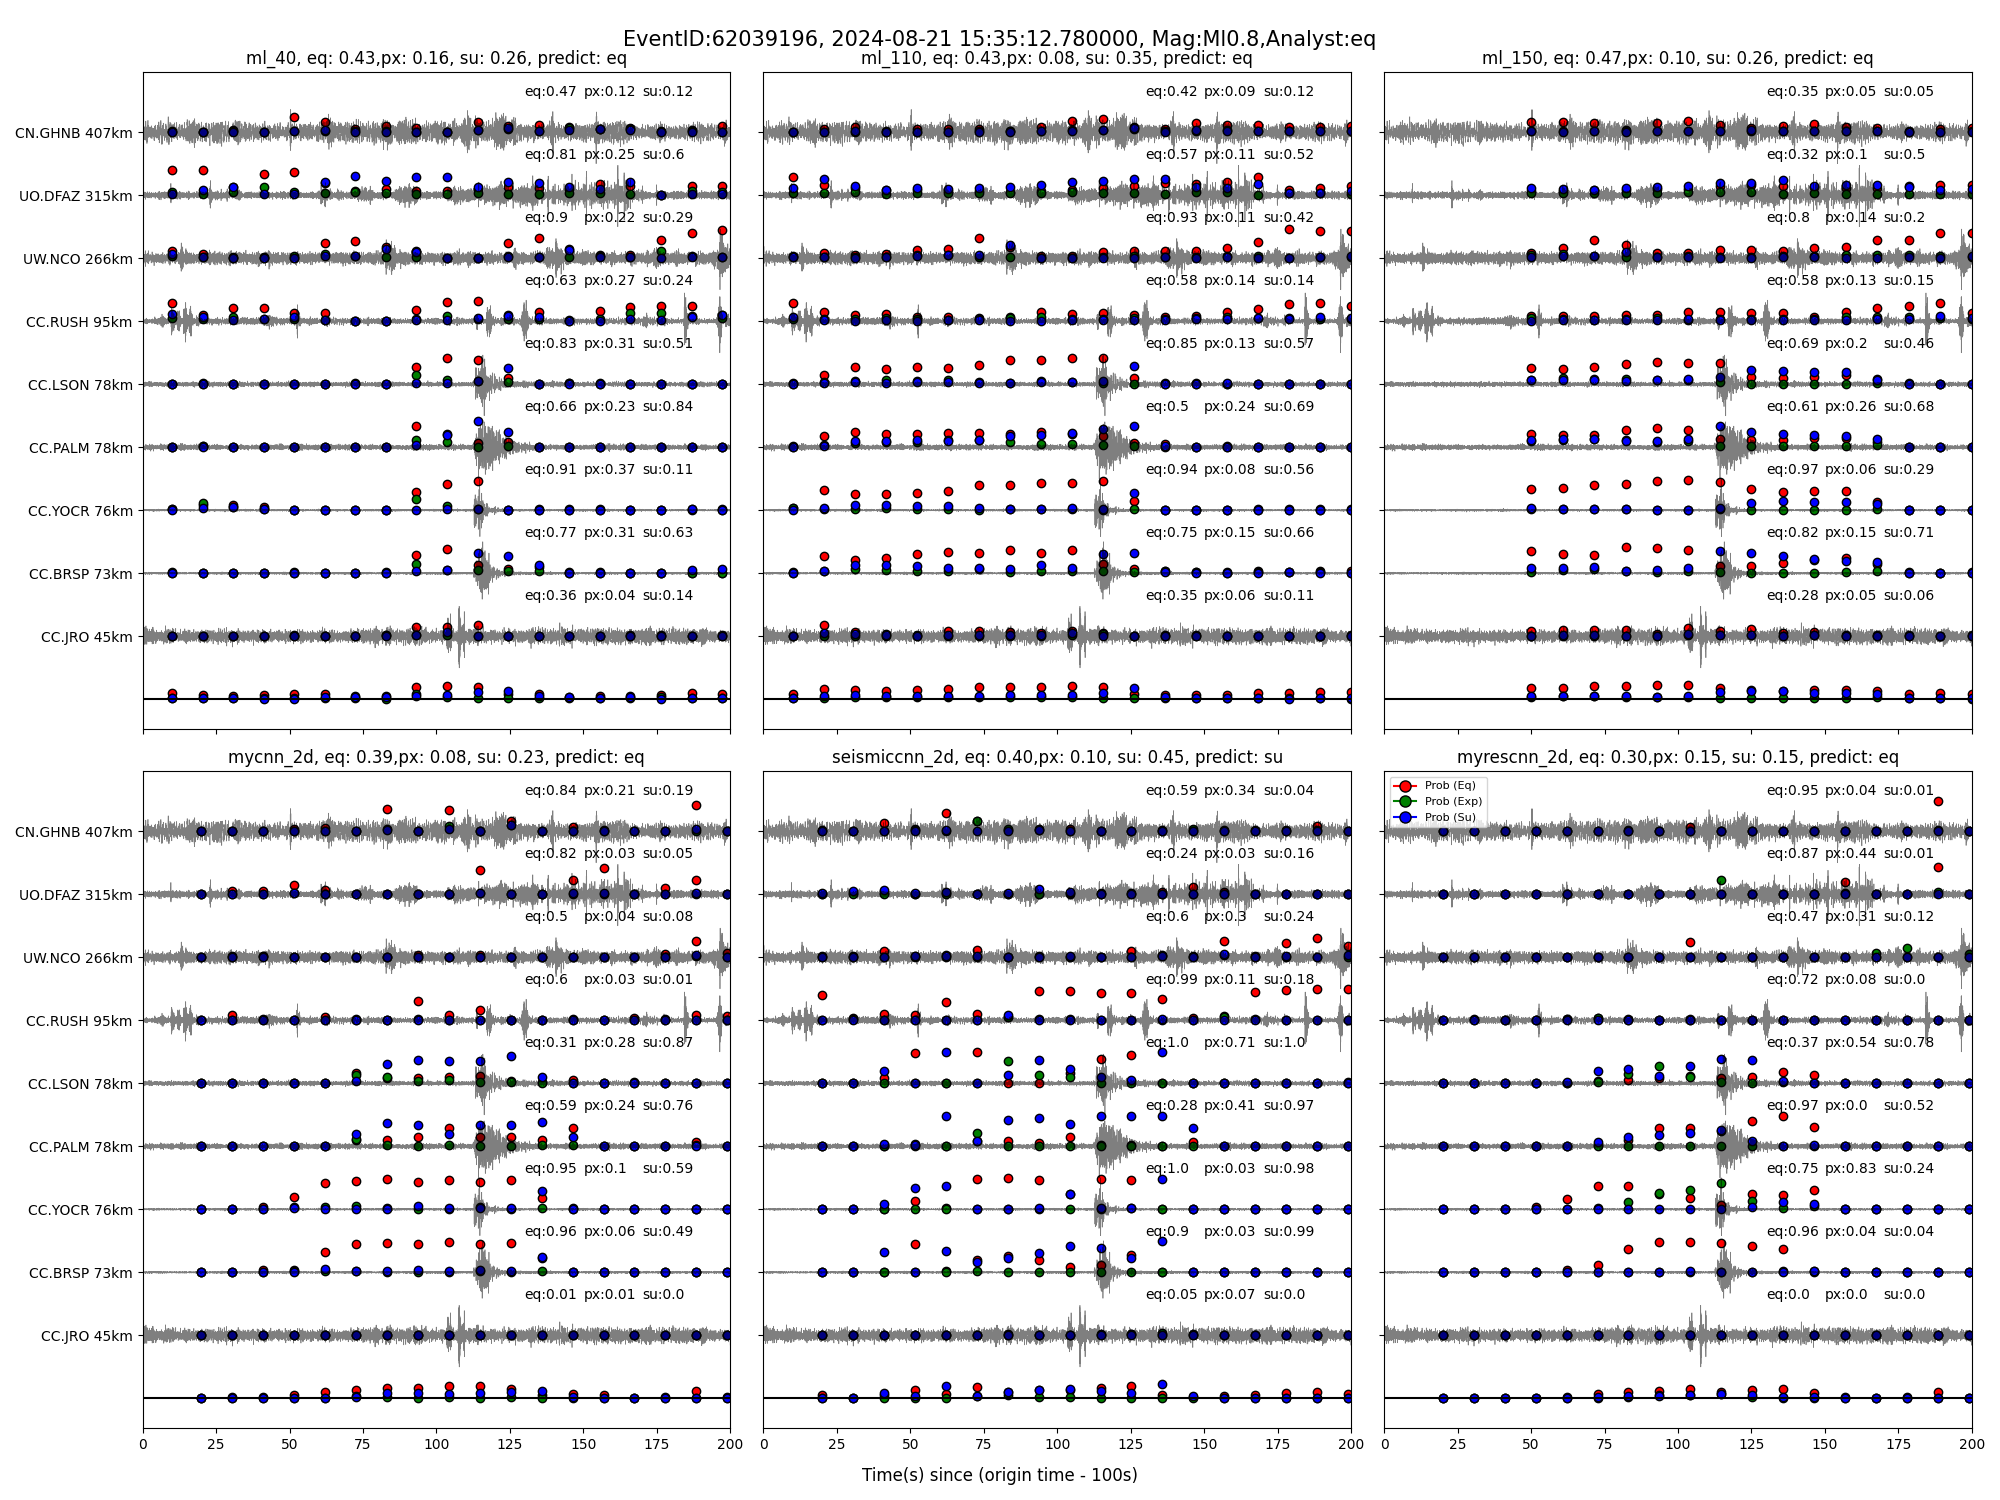 EventID:62039196, 2024-08-21 15:35:12.780000, Mag:Ml0.8,Analyst:eq
ml_40, eq: 0.43,px: 0.16, su: 0.26, predict: eq
CN.GHNB 407km
eq:0.47 px:0.12 su:0.12
UO.DFAZ 315km
eq:0.81 px:0.25 su:0.6
UW.NCO 266km
eq:0.9 px:0.22 su:0.29
CC.RUSH 95km
eq:0.63 px:0.27 su:0.24
CC.LSON 78km
eq:0.83 px:0.31 su:0.51
CC.PALM 78km
eq:0.66 px:0.23 su:0.84
CC.YOCR 76km
eq:0.91 px:0.37 su:0.11
CC.BRSP 73km
eq:0.77 px:0.31 su:0.63
CC.JRO 45km
eq:0.36 px:0.04 su:0.14
ml_110, eq: 0.43,px: 0.08, su: 0.35, predict: eq
eq:0.42 px:0.09 su:0.12
eq:0.57 px:0.11 su:0.52
eq:0.93 px:0.11 su:0.42
eq:0.58 px:0.14 su:0.14
eq:0.85 px:0.13 su:0.57
eq:0.5 px:0.24 su:0.69
eq:0.94 px:0.08 su:0.56
eq:0.75 px:0.15 su:0.66
eq:0.35 px:0.06 su:0.11
ml_150, eq: 0.47,px: 0.10, su: 0.26, predict: eq
eq:0.35 px:0.05 su:0.05
eq:0.32 px:0.1 su:0.5
eq:0.8 px:0.14 su:0.2
eq:0.58 px:0.13 su:0.15
eq:0.69 px:0.2 su:0.46
eq:0.61 px:0.26 su:0.68
eq:0.97 px:0.06 su:0.29
eq:0.82 px:0.15 su:0.71
eq:0.28 px:0.05 su:0.06
mycnn_2d, eq: 0.39,px: 0.08, su: 0.23, predict: eq
CN.GHNB 407km
eq:0.84 px:0.21 su:0.19
UO.DFAZ 315km
eq:0.82 px:0.03 su:0.05
UW.NCO 266km
eq:0.5 px:0.04 su:0.08
CC.RUSH 95km
eq:0.6 px:0.03 su:0.01
CC.LSON 78km
eq:0.31 px:0.28 su:0.87
CC.PALM 78km
eq:0.59 px:0.24 su:0.76
CC.YOCR 76km
eq:0.95 px:0.1 su:0.59
CC.BRSP 73km
eq:0.96 px:0.06 su:0.49
CC.JRO 45km
eq:0.01 px:0.01 su:0.0
0 25 50 75 100 125 150 175 200
seismiccnn_2d, eq: 0.40,px: 0.10, su: 0.45, predict: su
eq:0.59 px:0.34 su:0.04
eq:0.24 px:0.03 su:0.16
eq:0.6 px:0.3 su:0.24
eq:0.99 px:0.11 su:0.18
eq:1.0 px:0.71 su:1.0
eq:0.28 px:0.41 su:0.97
eq:1.0 px:0.03 su:0.98
eq:0.9 px:0.03 su:0.99
eq:0.05 px:0.07 su:0.0
0 25 50 75 100 125 150 175 200
myrescnn_2d, eq: 0.30,px: 0.15, su: 0.15, predict: eq
Prob (Eq)
Prob (Exp)
Prob (Su)
eq:0.95 px:0.04 su:0.01
eq:0.87 px:0.44 su:0.01
eq:0.47 px:0.31 su:0.12
eq:0.72 px:0.08 su:0.0
eq:0.37 px:0.54 su:0.78
eq:0.97 px:0.0 su:0.52
eq:0.75 px:0.83 su:0.24
eq:0.96 px:0.04 su:0.04
eq:0.0 px:0.0 su:0.0
0 25 50 75 100 125 150 175 200
Time(s) since (origin time - 100s)